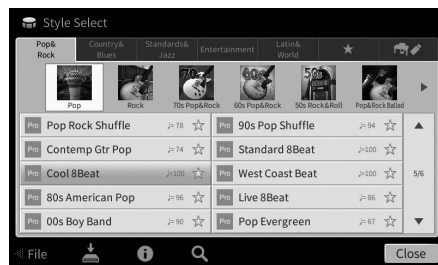 Style Select
Pop& Rock
Country& Blues
Standards& Jazz
Entertainment
Latin& World
Pop
Rock
70s Pop&Rock
60s Pop&Rock
50s Rock&Roll
Pop&Rock Ballad
Pro Pop Rock Shuffle ♩= 78
Pro 90s Pop Shuffle ♩= 94
Pro Contemp Gtr Pop ♩= 74
Pro Standard 8Beat ♩=100
Pro Cool 8Beat ♩=100
Pro West Coast Beat ♩=100
5/6
Pro 80s American Pop ♩= 96
Pro Live 8Beat ♩= 86
Pro 00s Boy Band ♩= 90
Pro Pop Evergreen ♩= 67
File
Close